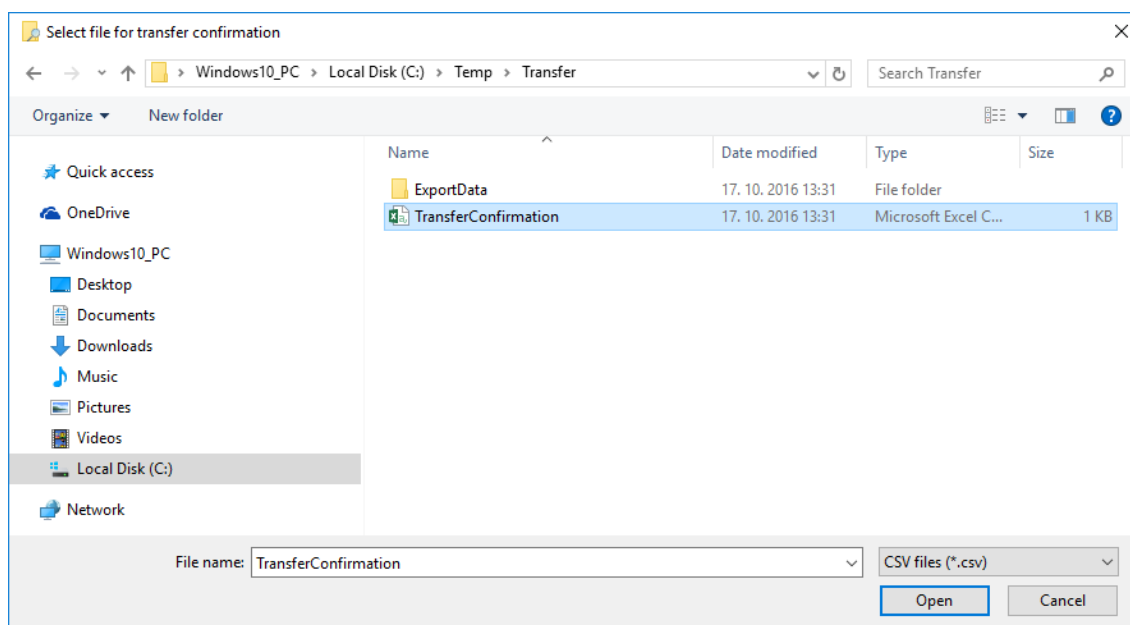 Select file for transfer confirmation
Windows10_PC > Local Disk (C:) > Temp > Transfer
Search Transfer
Organize
New folder
Name Date modified Type Size
Quick access
OneDrive
Windows10_PC
Desktop
Documents
Downloads
Music
Pictures
Videos
Local Disk (C:)
Network
ExportData 17. 10. 2016 13:31 File folder
TransferConfirmation 17. 10. 2016 13:31 Microsoft Excel C... 1 KB
File name: TransferConfirmation CSV files (*.csv)
Open Cancel